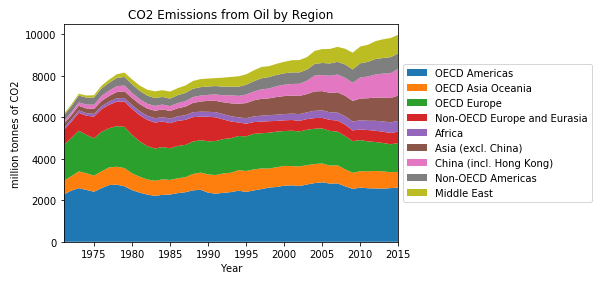 CO2 Emissions from Oil by Region
million tonnes of CO2
10000
8000
6000
4000
2000
0
1975 1980 1985 1990 1995 2000 2005 2010 2015
Year
OECD Americas
OECD Asia Oceania
OECD Europe
Non-OECD Europe and Eurasia
Africa
Asia (excl. China)
China (incl. Hong Kong)
Non-OECD Americas
Middle East